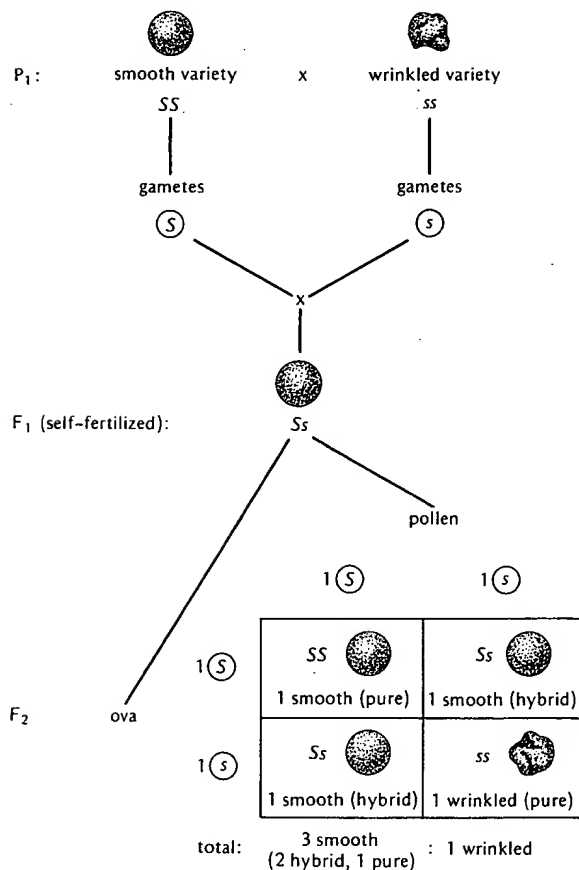 P₁: smooth variety x wrinkled variety
SS ss
gametes gametes
S s
x
F₁ (self-fertilized): Ss
pollen
1 S 1 s
1 S SS Ss
1 smooth (pure) 1 smooth (hybrid)
F₂ ova
1 s Ss ss
1 smooth (hybrid) 1 wrinkled (pure)
total: 3 smooth : 1 wrinkled
(2 hybrid, 1 pure)